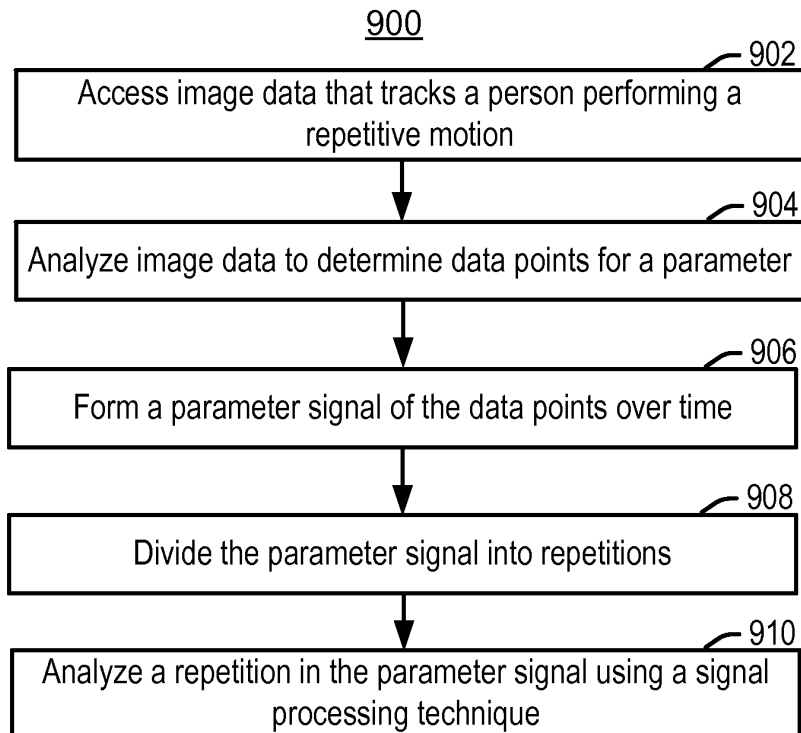 900
902
Access image data that tracks a person performing a
repetitive motion
904
Analyze image data to determine data points for a parameter
906
Form a parameter signal of the data points over time
908
Divide the parameter signal into repetitions
910
Analyze a repetition in the parameter signal using a signal
processing technique